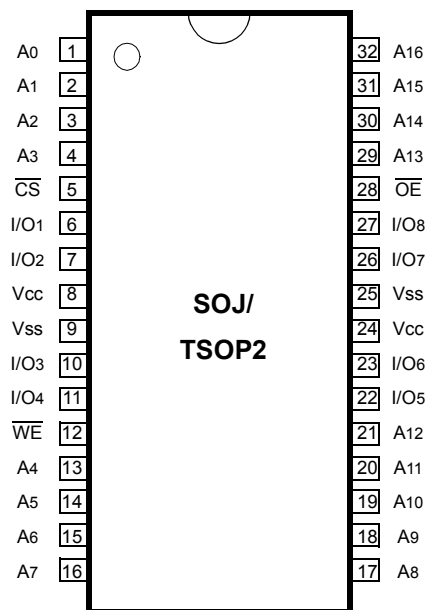 A0 1 32 A16
A1 2 31 A15
A2 3 30 A14
A3 4 29 A13
C̅S̅ 5 28 O̅E̅
I/O1 6 27 I/O8
I/O2 7 26 I/O7
Vcc 8 25 Vss
SOJ/
Vss 9 24 Vcc
TSOP2
I/O3 10 23 I/O6
I/O4 11 22 I/O5
W̅E̅ 12 21 A12
A4 13 20 A11
A5 14 19 A10
A6 15 18 A9
A7 16 17 A8